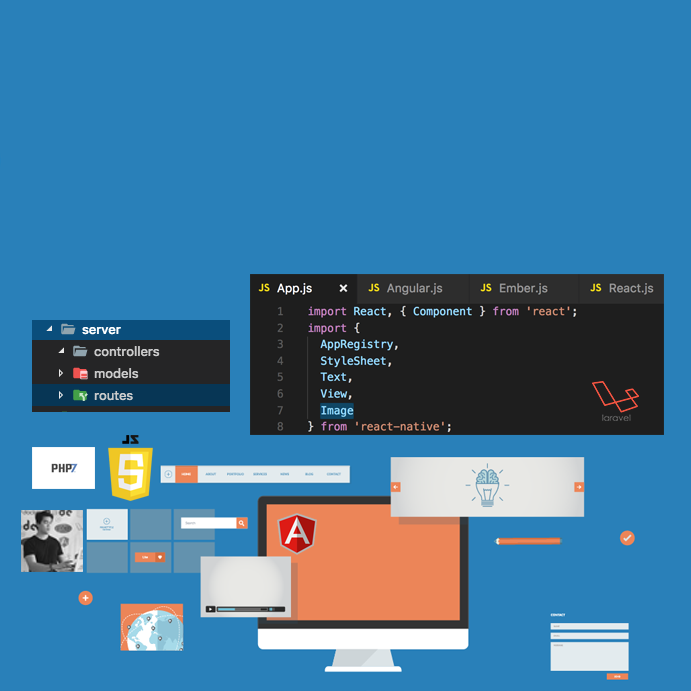 JS App.js × JS Angular.js JS Ember.js JS React.js
1 import React, { Component } from 'react';
2 import {
3 AppRegistry,
4 StyleSheet,
5 Text,
6 View,
7 Image
8 } from 'react-native';
laravel
server
controllers
models
routes
PHP7
JS
5
HOME ABOUT PORTFOLIO SERVICES NEWS BLOG CONTACT
Search
A
CONTACT